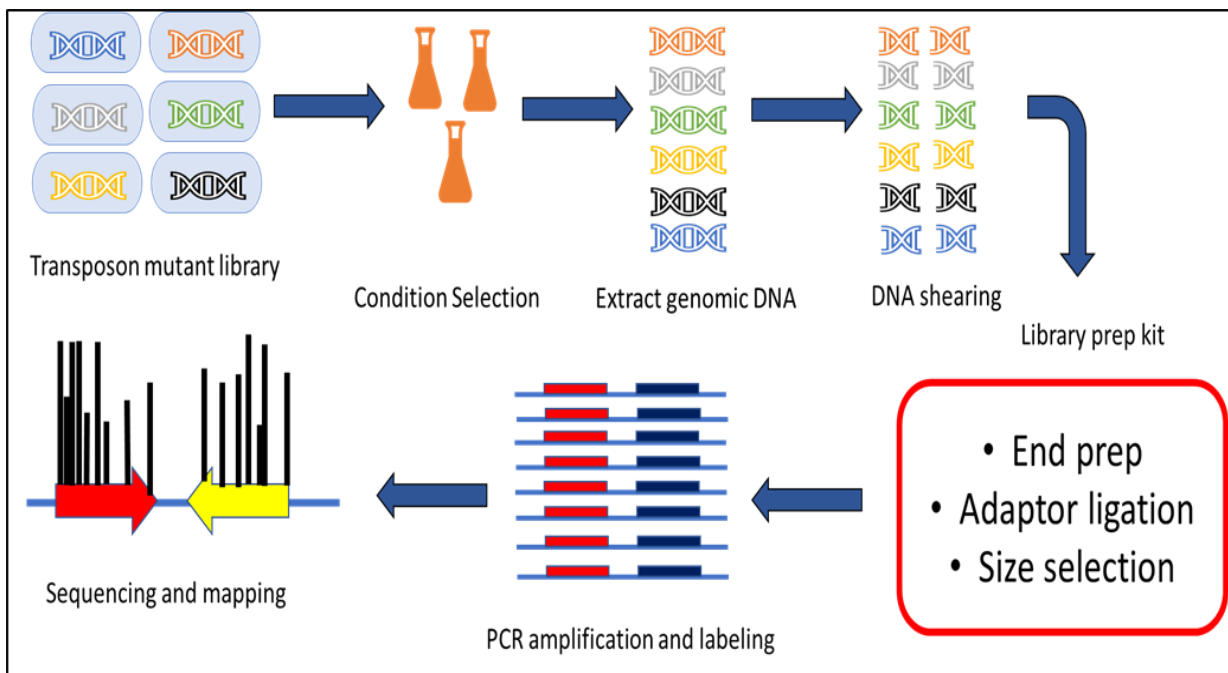 Transposon mutant library
Condition Selection
Extract genomic DNA
DNA shearing
Library prep kit
• End prep
• Adaptor ligation
• Size selection
PCR amplification and labeling
Sequencing and mapping